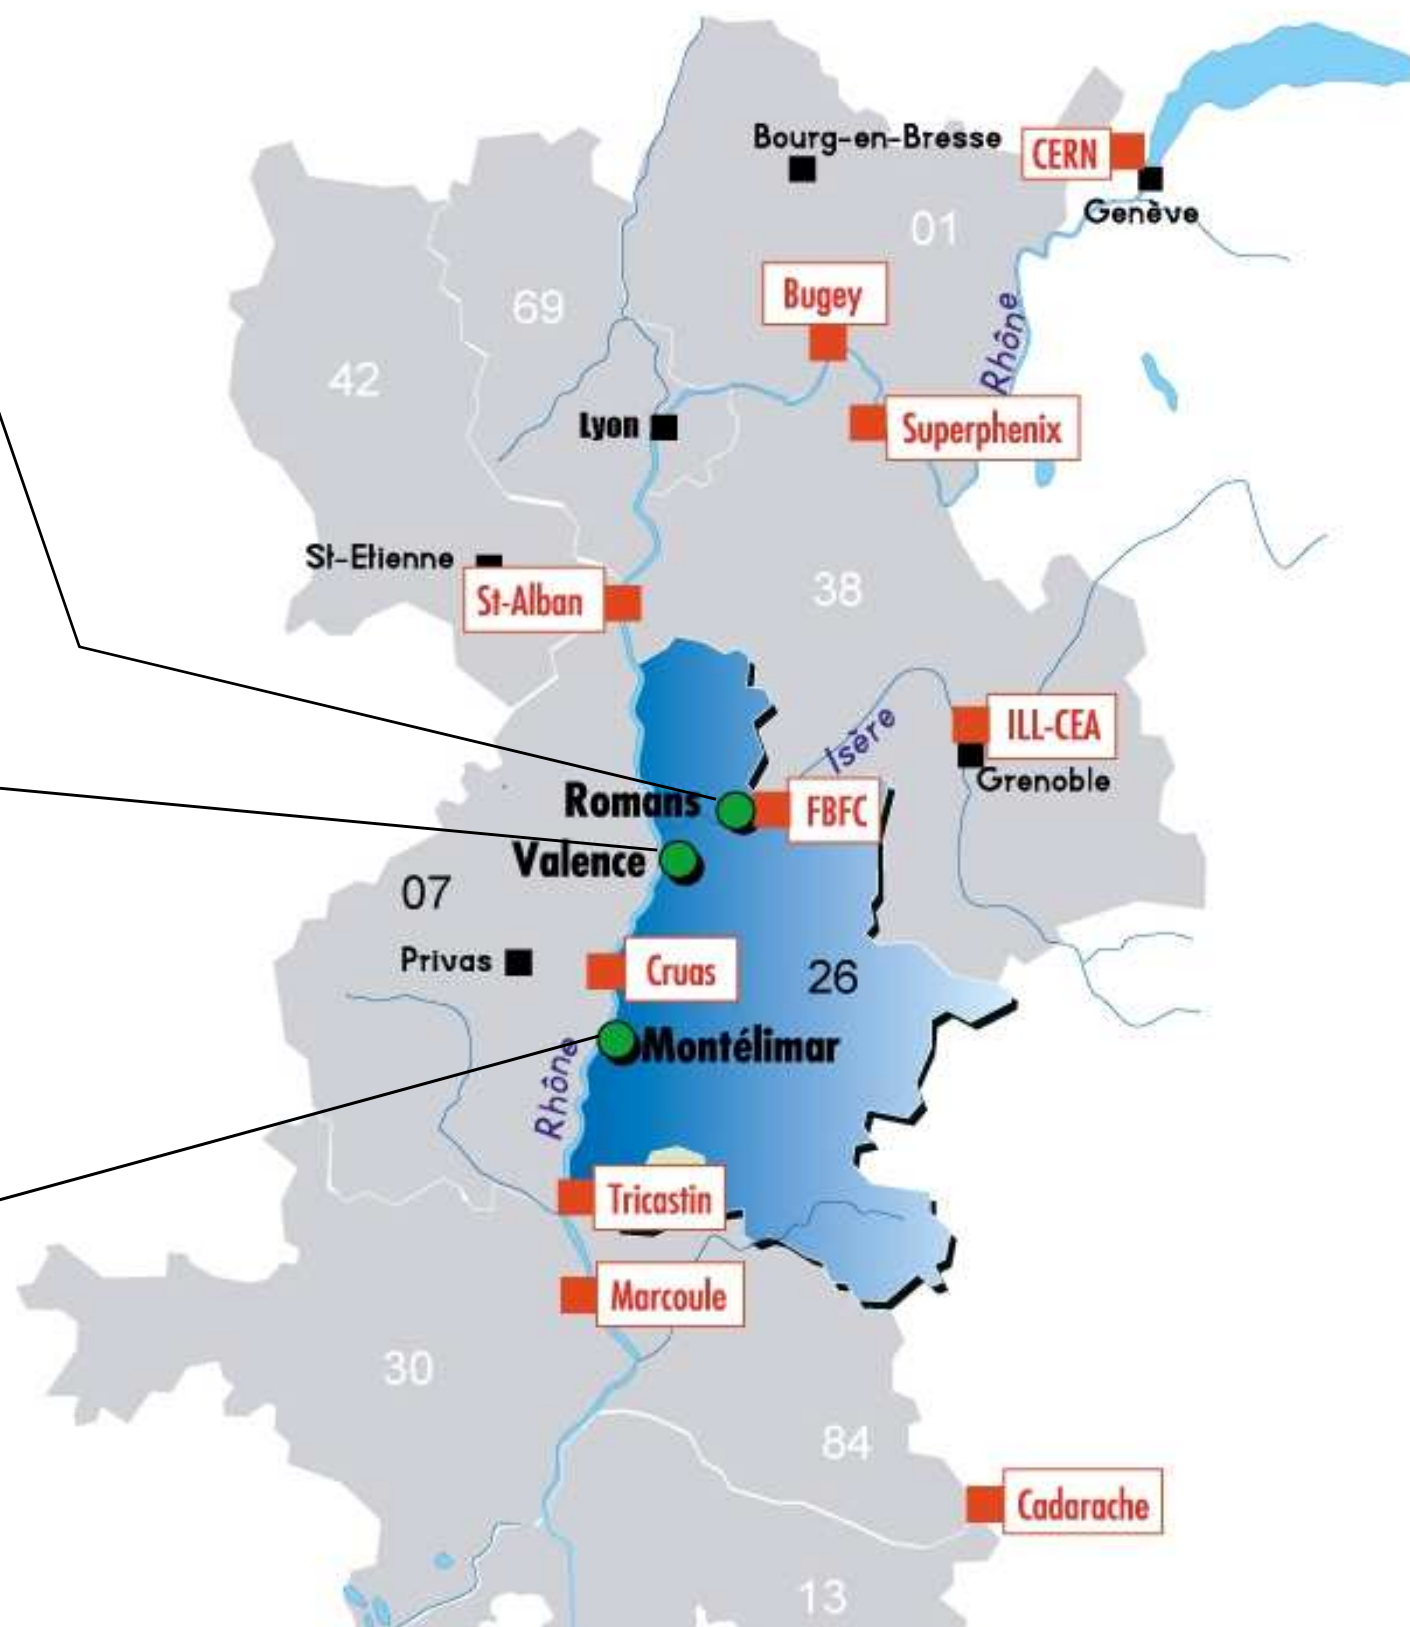 Bourg-en-Bresse
CERN
Genève
01
Bugey
69
Rhône
42
Lyon
Superphenix
St-Etienne
38
St-Alban
Isère
ILL-CEA
Grenoble
Romans
FBFC
Valence
07
Privas
Cruas
26
Montélimar
Rhône
Tricastin
Marcoule
30
84
Cadarache
13